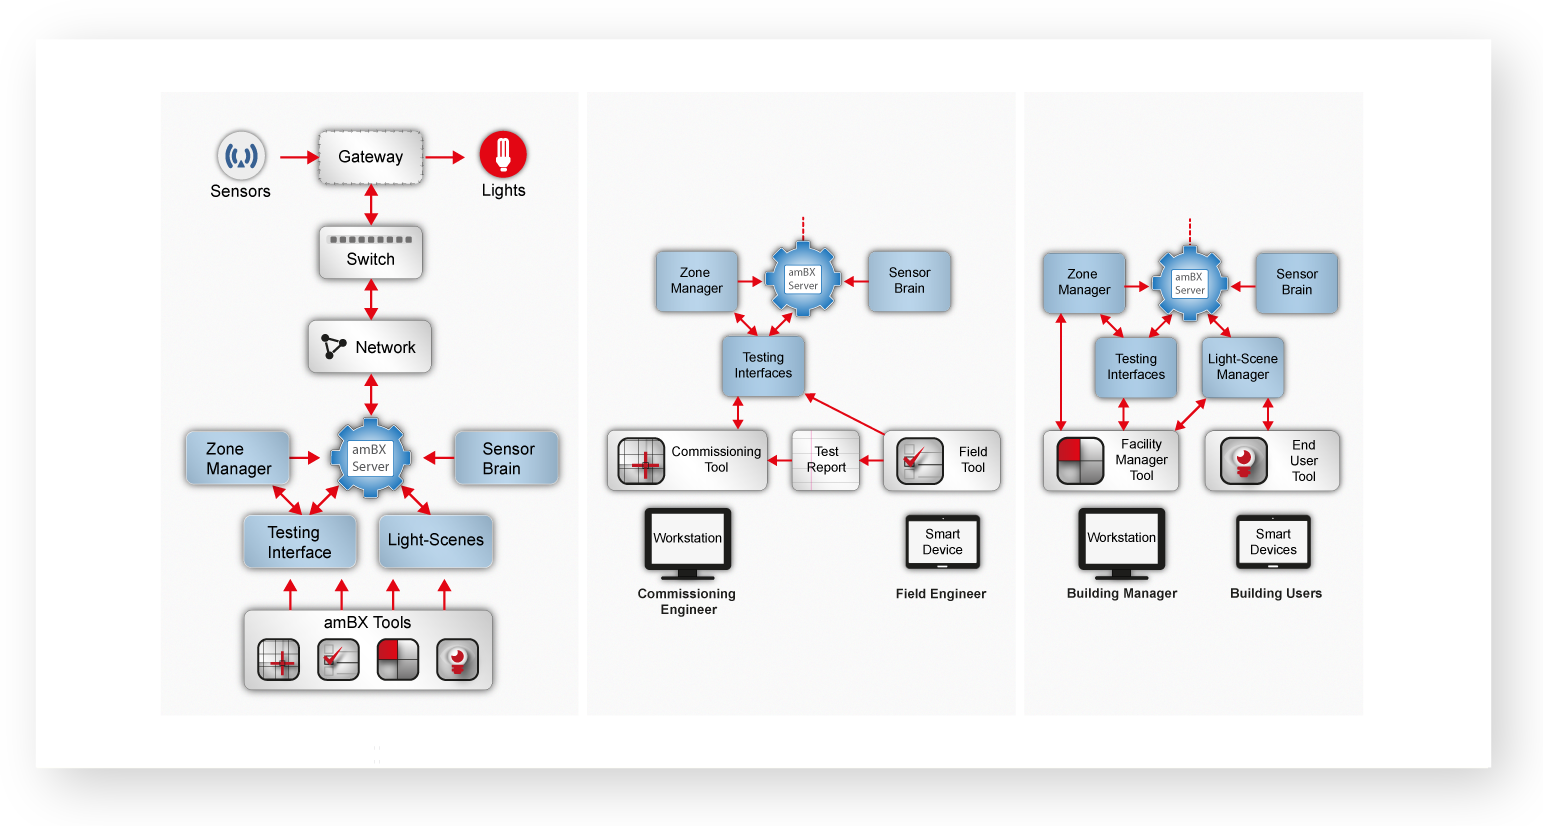 Gateway
Sensors
Lights
Switch
Network
Zone
Manager
amBX
Server
Sensor
Brain
Testing
Interface
Light-Scenes
amBX Tools
Zone
Manager
amBX
Server
Sensor
Brain
Testing
Interfaces
Commissioning
Tool
Test
Report
Field
Tool
Workstation
Smart
Device
Commissioning
Engineer
Field Engineer
Zone
Manager
amBX
Server
Sensor
Brain
Testing
Interfaces
Light-Scene
Manager
Facility
Manager
Tool
End
User
Tool
Workstation
Smart
Devices
Building Manager
Building Users